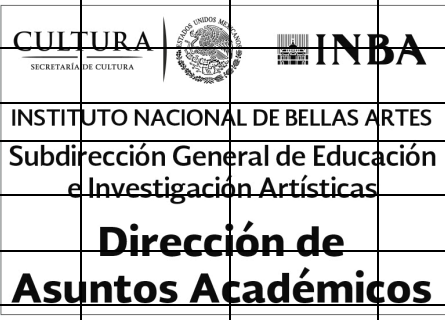 CULTURA
SECRETARÍA DE CULTURA
ESTADOS UNIDOS MEXICANOS
INBA
INSTITUTO NACIONAL DE BELLAS ARTES
Subdirección General de Educación
e Investigación Artísticas
Dirección de
Asuntos Académicos